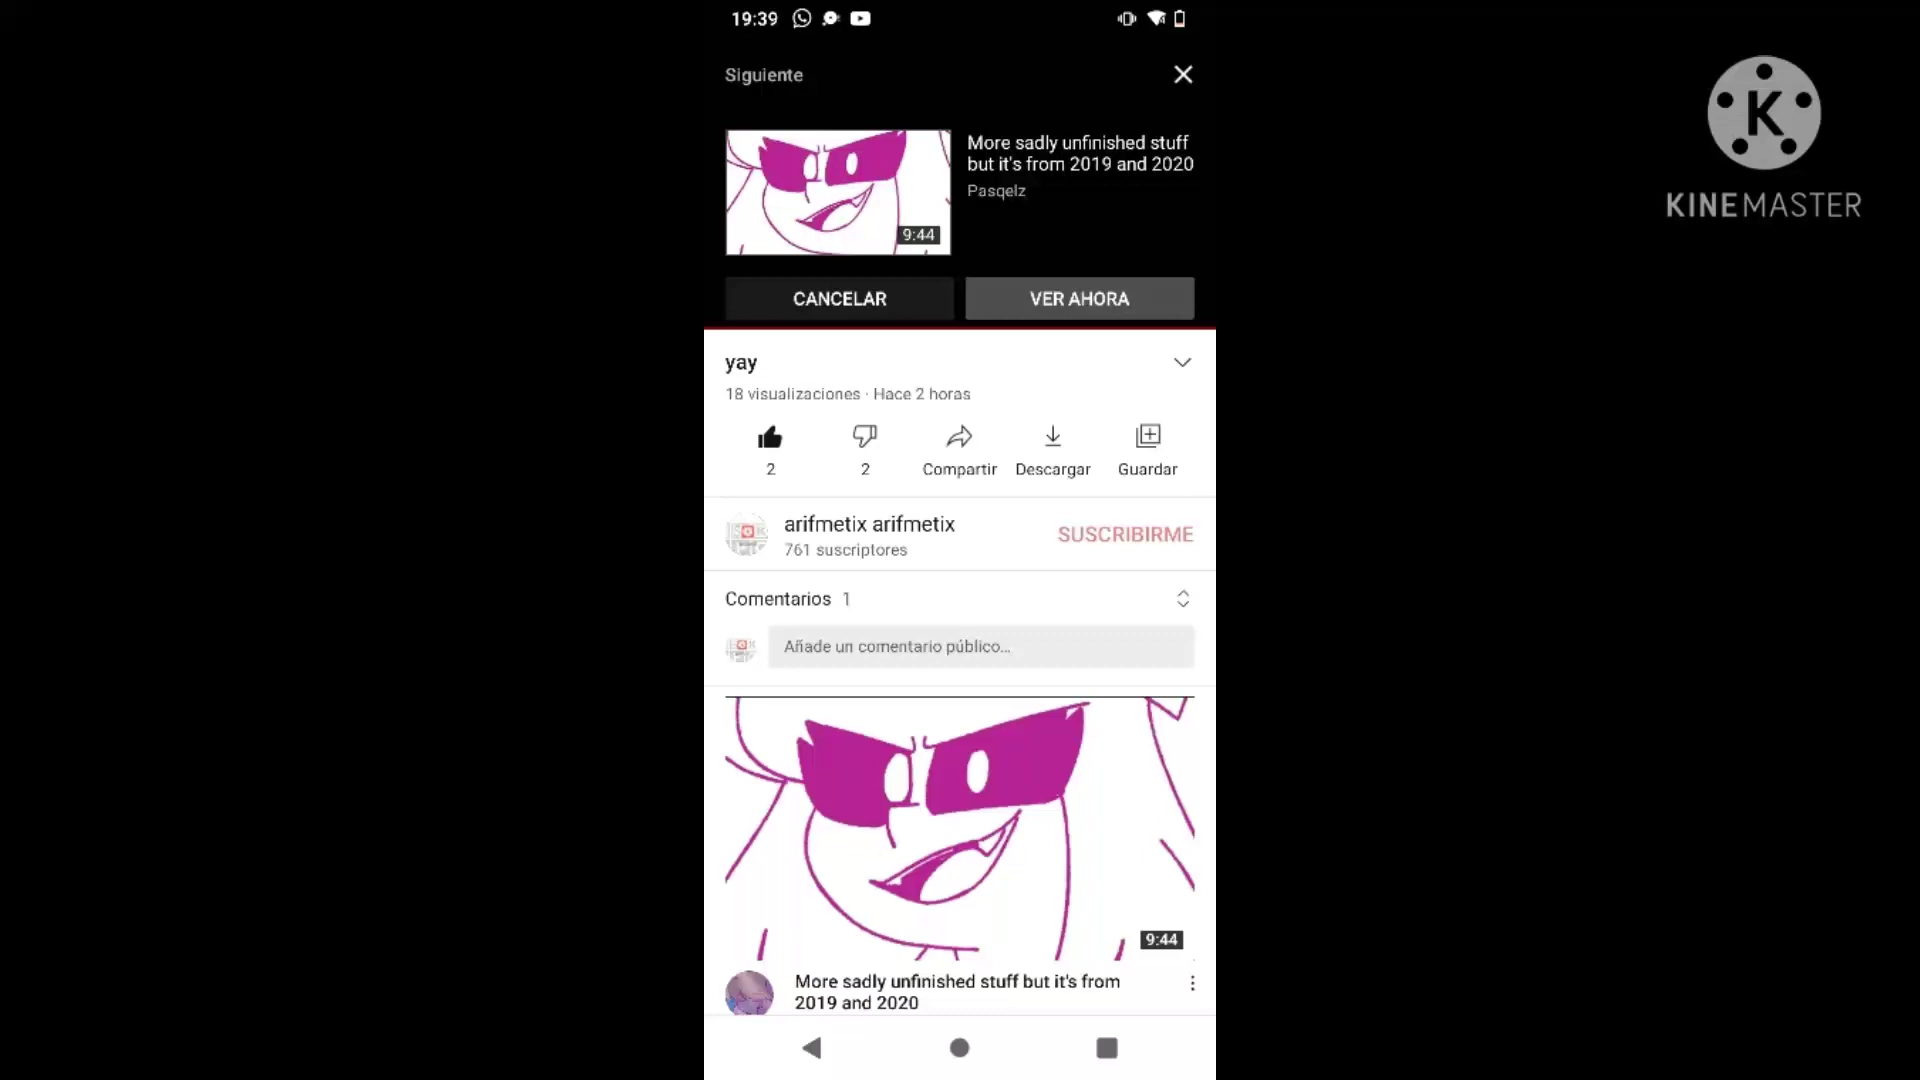 19:39
Siguiente
More sadly unfinished stuff
but it's from 2019 and 2020
Pasqelz
9:44
CANCELAR
VER AHORA
yay
18 visualizaciones · Hace 2 horas
2
2
Compartir
Descargar
Guardar
arifmetix arifmetix
761 suscriptores
SUSCRIBIRME
Comentarios 1
Añade un comentario público...
9:44
More sadly unfinished stuff but it's from
2019 and 2020
K
KINEMASTER